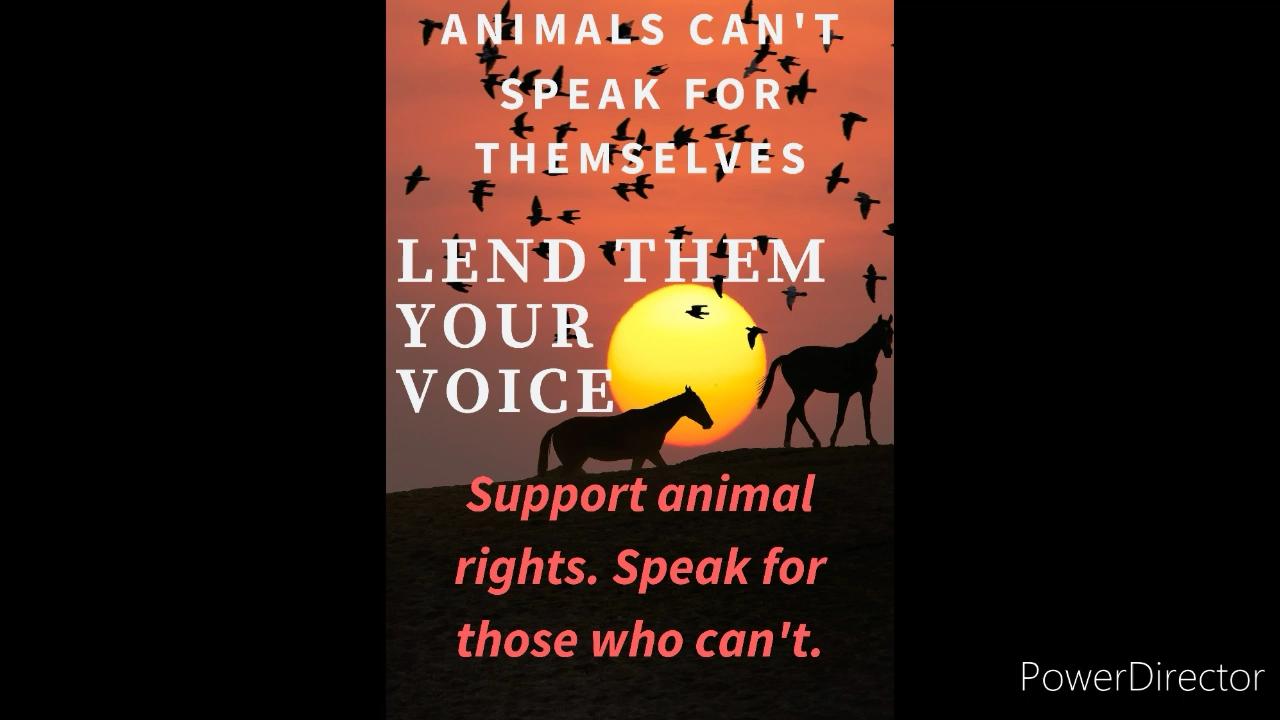 ANIMALS CAN'T
SPEAK FOR
THEMSELVES
LEND THEM
YOUR
VOICE
Support animal
rights. Speak for
those who can't.
PowerDirector